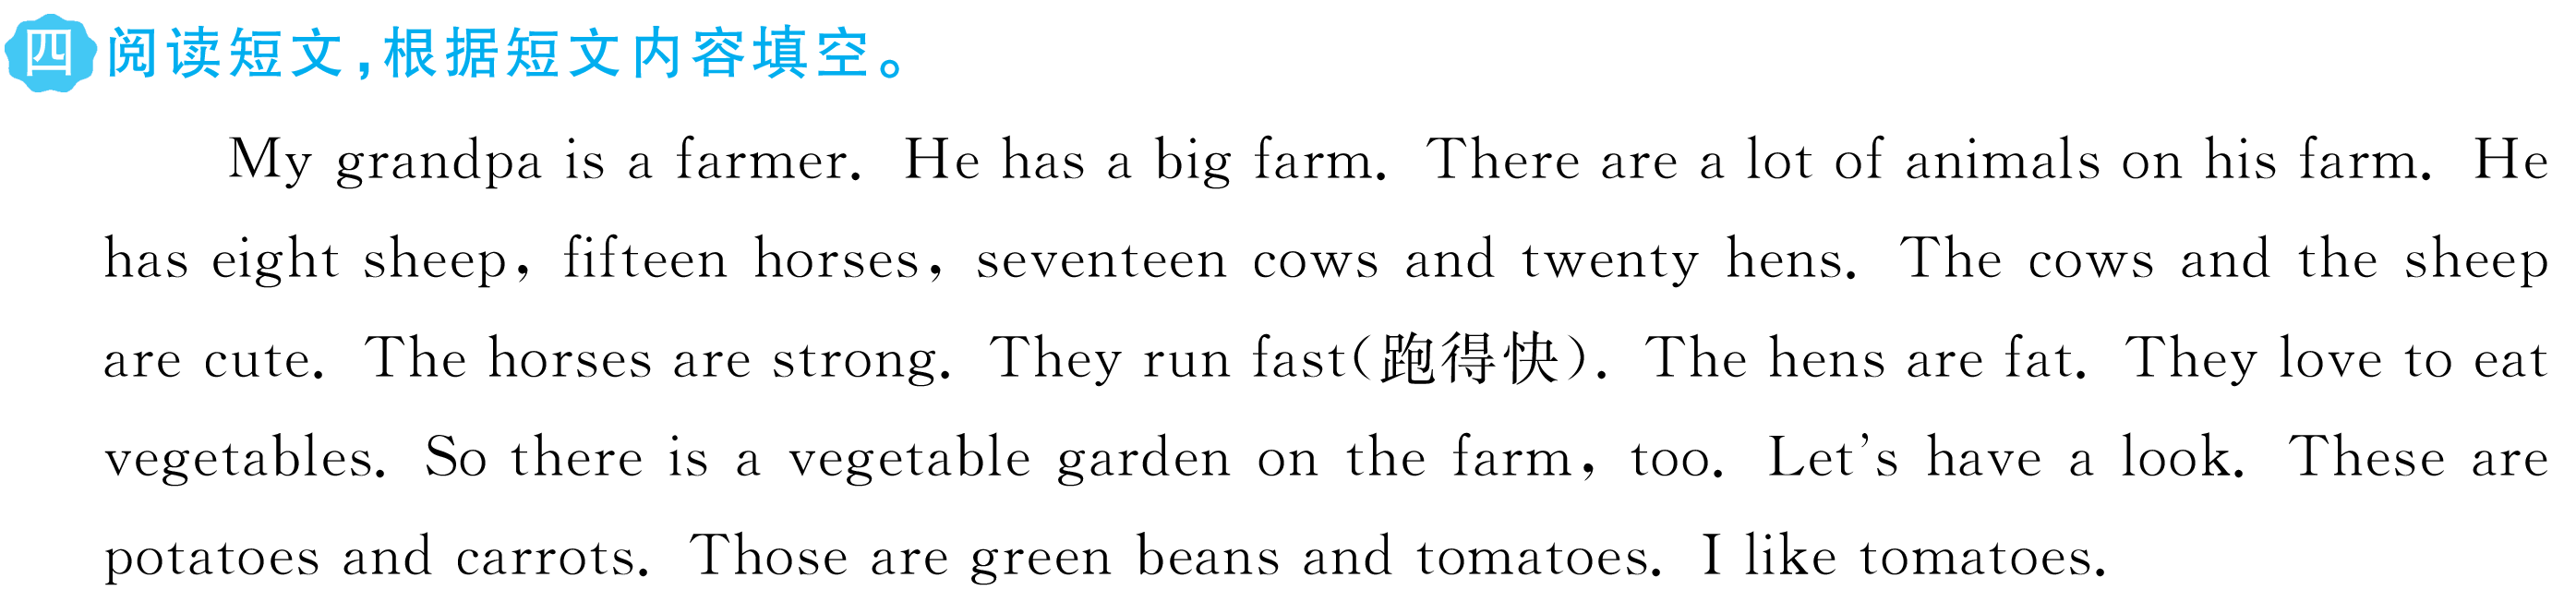 四 阅读短文,根据短文内容填空。
My grandpa is a farmer. He has a big farm. There are a lot of animals on his farm. He
has eight sheep, fifteen horses, seventeen cows and twenty hens. The cows and the sheep
are cute. The horses are strong. They run fast(跑得快). The hens are fat. They love to eat
vegetables. So there is a vegetable garden on the farm, too. Let's have a look. These are
potatoes and carrots. Those are green beans and tomatoes. I like tomatoes.